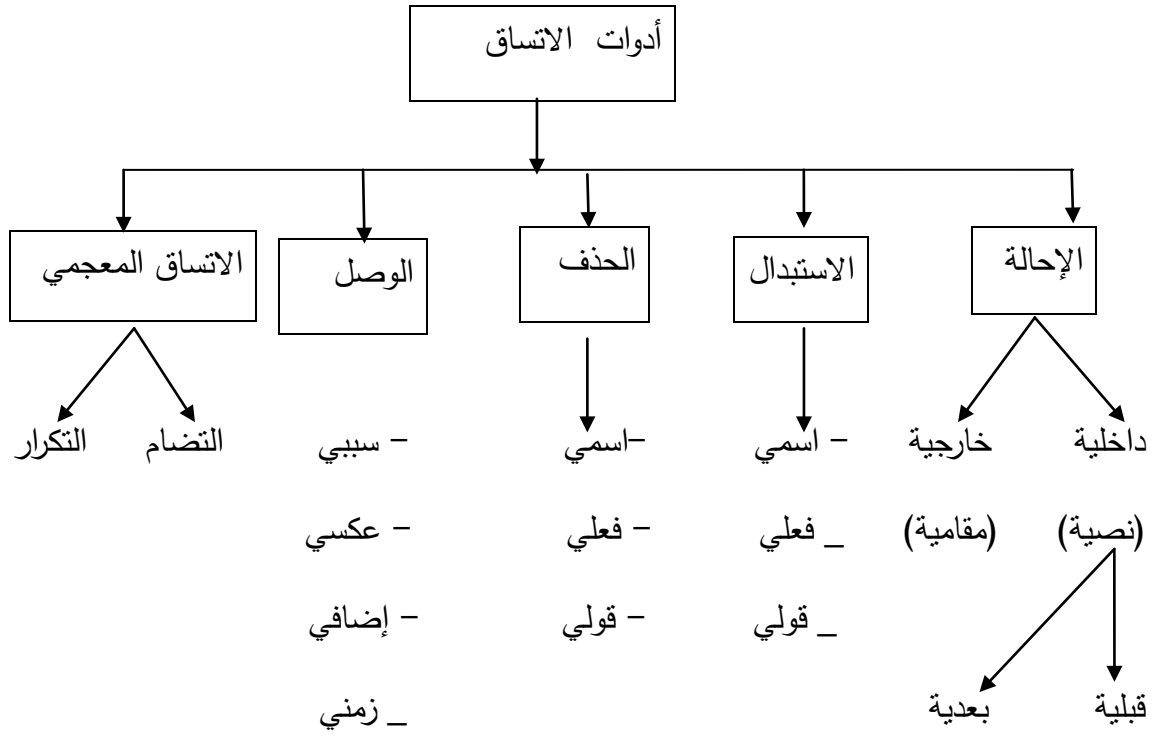 أدوات الاتساق
الإحالة
الاستبدال
الحذف
الوصل
الاتساق المعجمي
داخلية
خارجية
– اسمي
–اسمي
– سببي
التضام
التكرار
(نصية)
(مقامية)
_ فعلي
– فعلي
– عكسي
_ قولي
– قولي
– إضافي
قبلية
بعدية
_ زمني